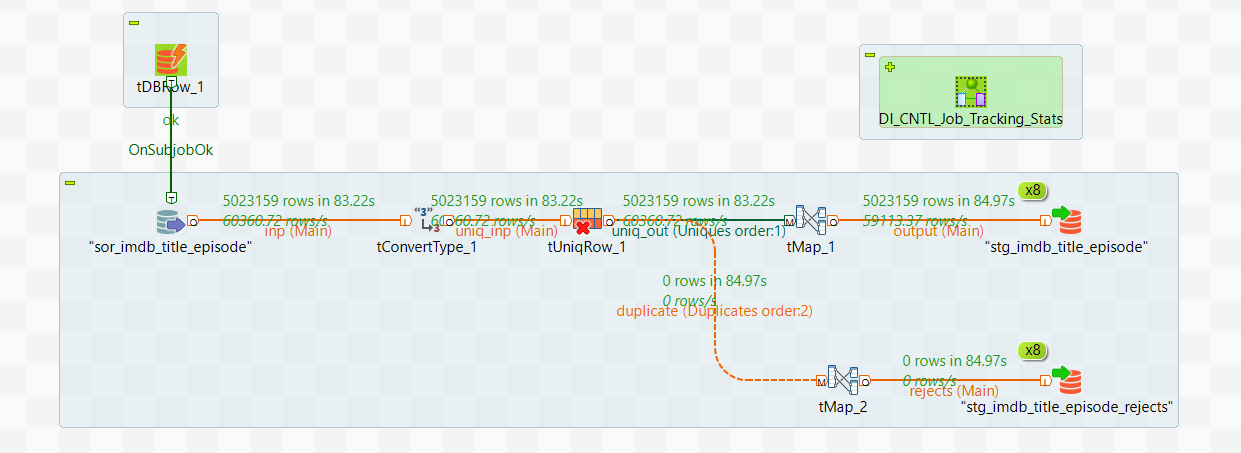 tDBRow_1
ok
OnSubjobOk
DI_CNTL_Job_Tracking_Stats
5023159 rows in 83.22s
60360.72 rows/s
inp (Main)
5023159 rows in 83.22s
60360.72 rows/s
uniq_inp (Main)
5023159 rows in 83.22s
60360.72 rows/s
uniq_out (Uniques order:1)
5023159 rows in 84.97s
59113.37 rows/s
output (Main)
x8
"sor_imdb_title_episode"
"3"
3
tConvertType_1
tUniqRow_1
tMap_1
"stg_imdb_title_episode"
0 rows in 84.97s
0 rows/s
duplicate (Duplicates order:2)
0 rows in 84.97s
0 rows/s
rejects (Main)
x8
tMap_2
"stg_imdb_title_episode_rejects"